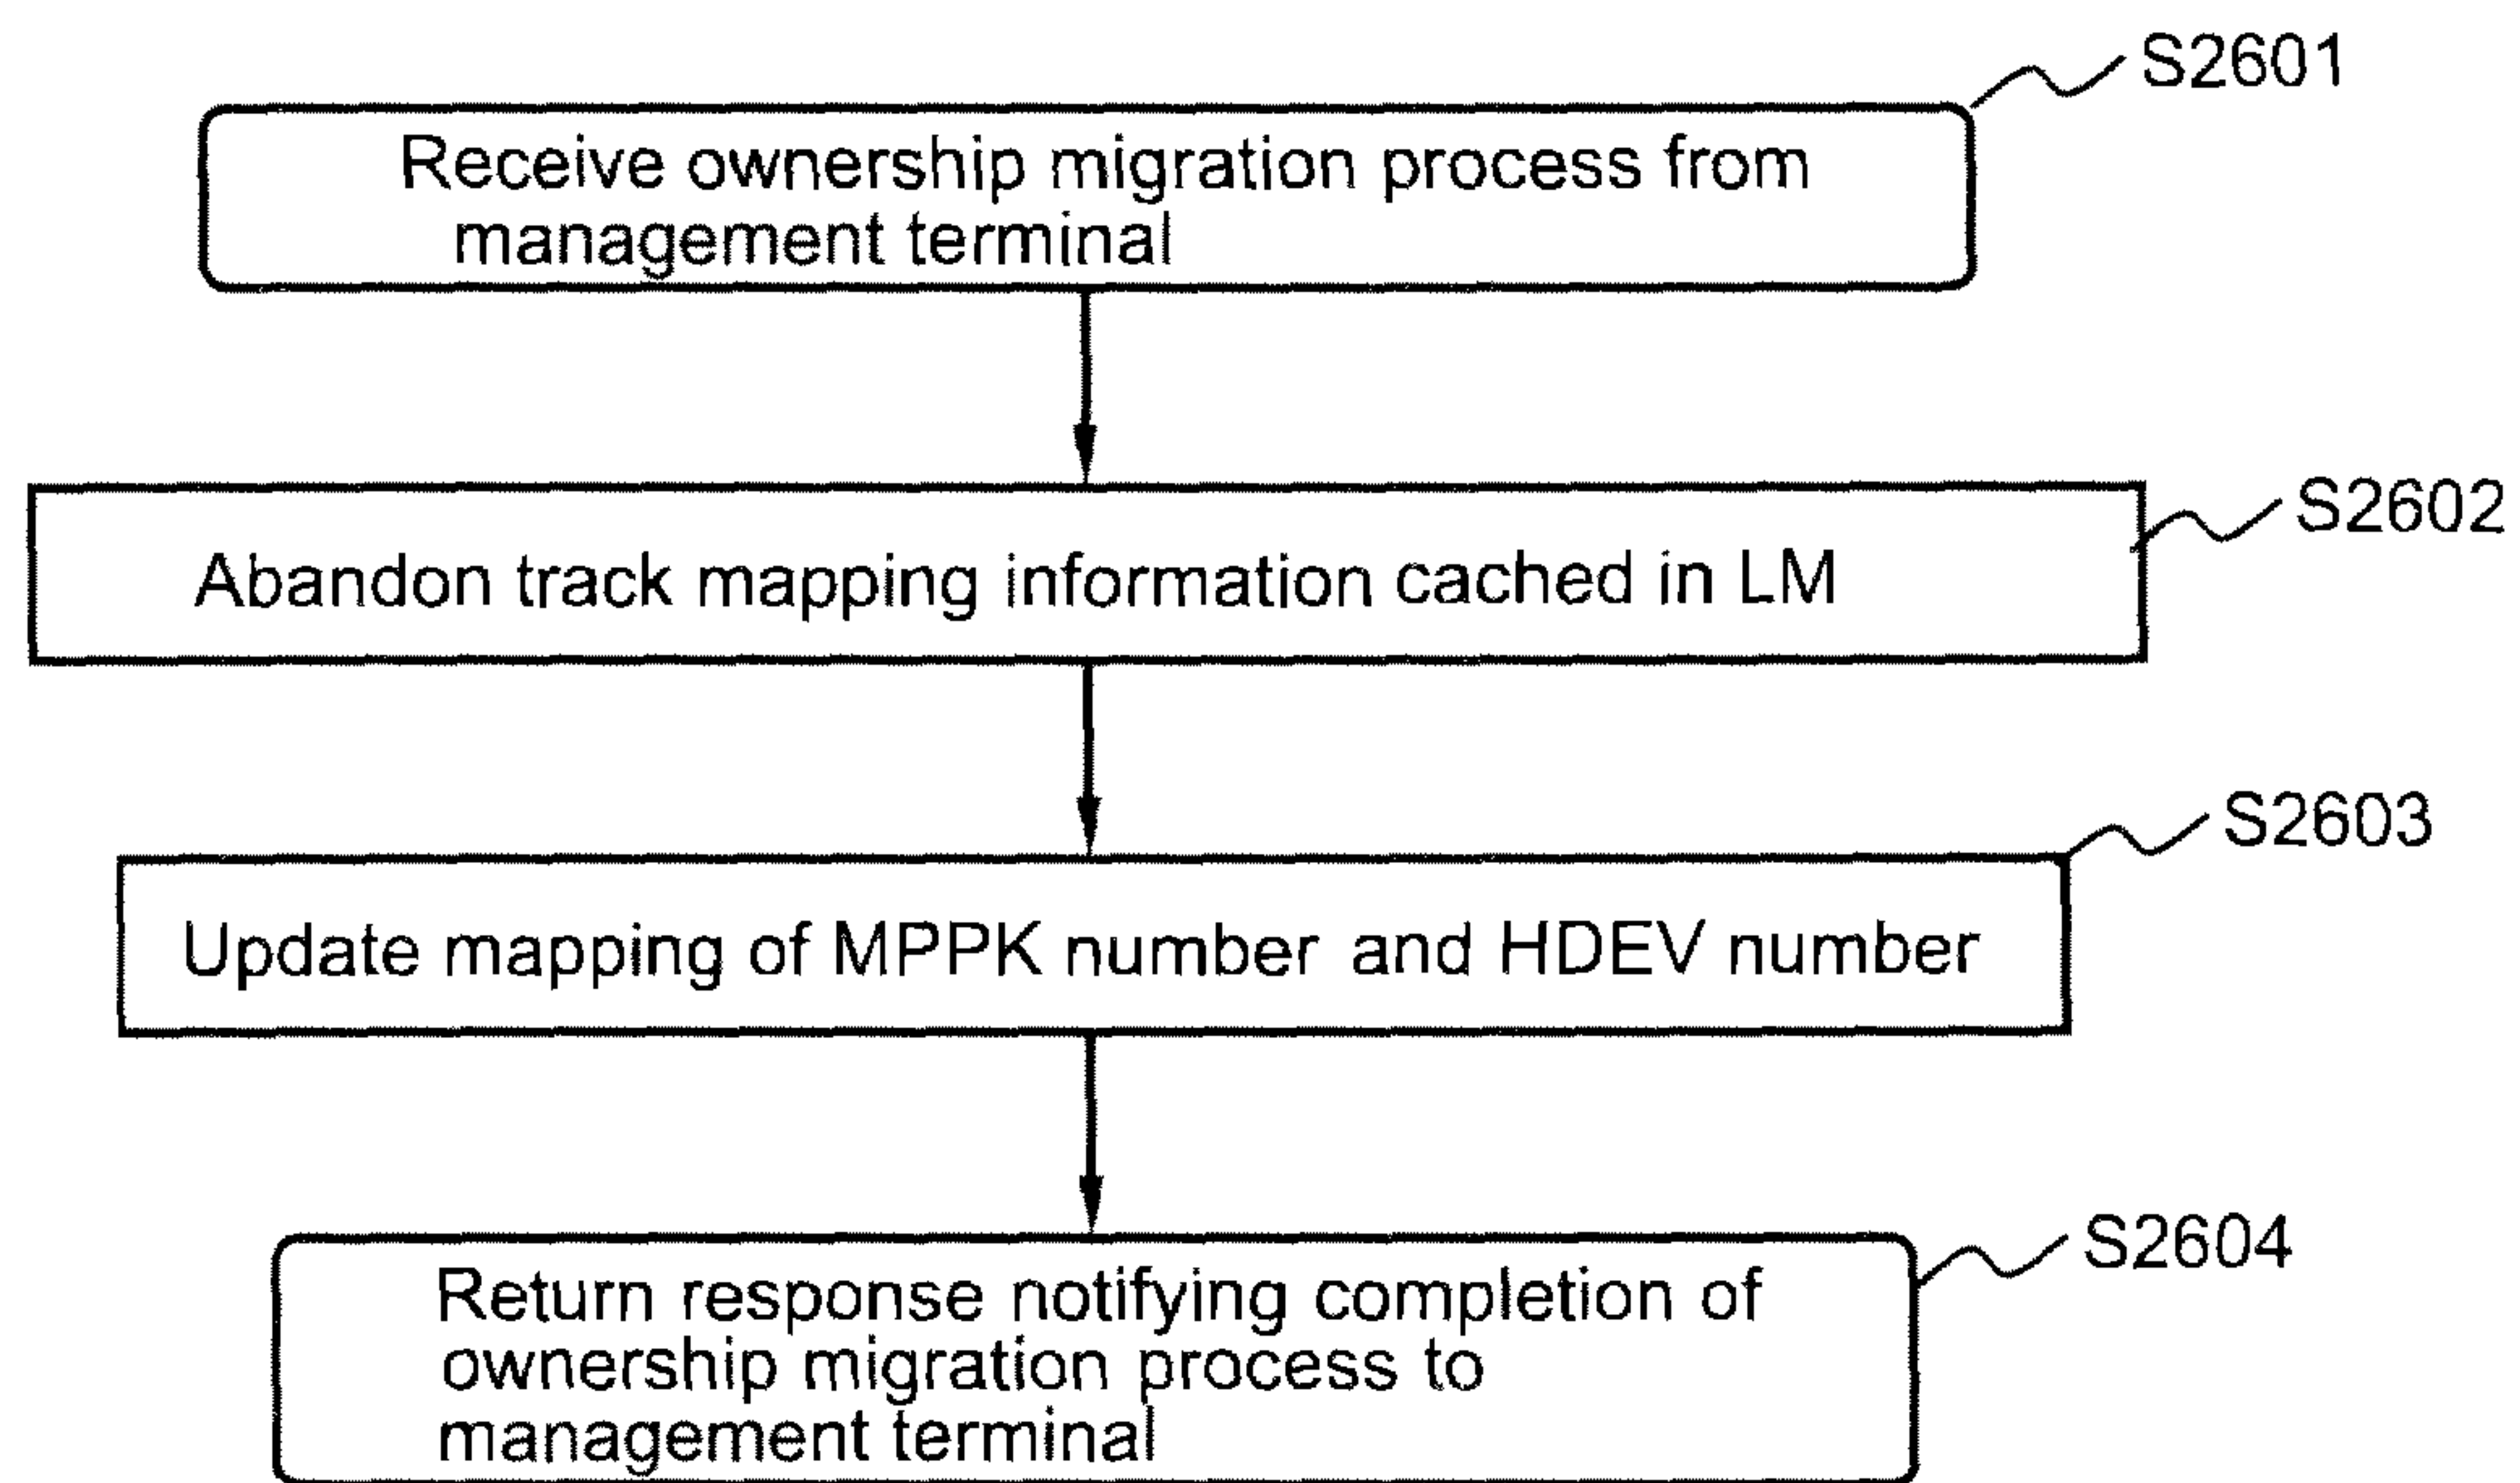 S2601
Receive ownership migration process from
management terminal
S2602
Abandon track mapping information cached in LM
S2603
Update mapping of MPPK number and HDEV number
S2604
Return response notifying completion of
ownership migration process to
management terminal